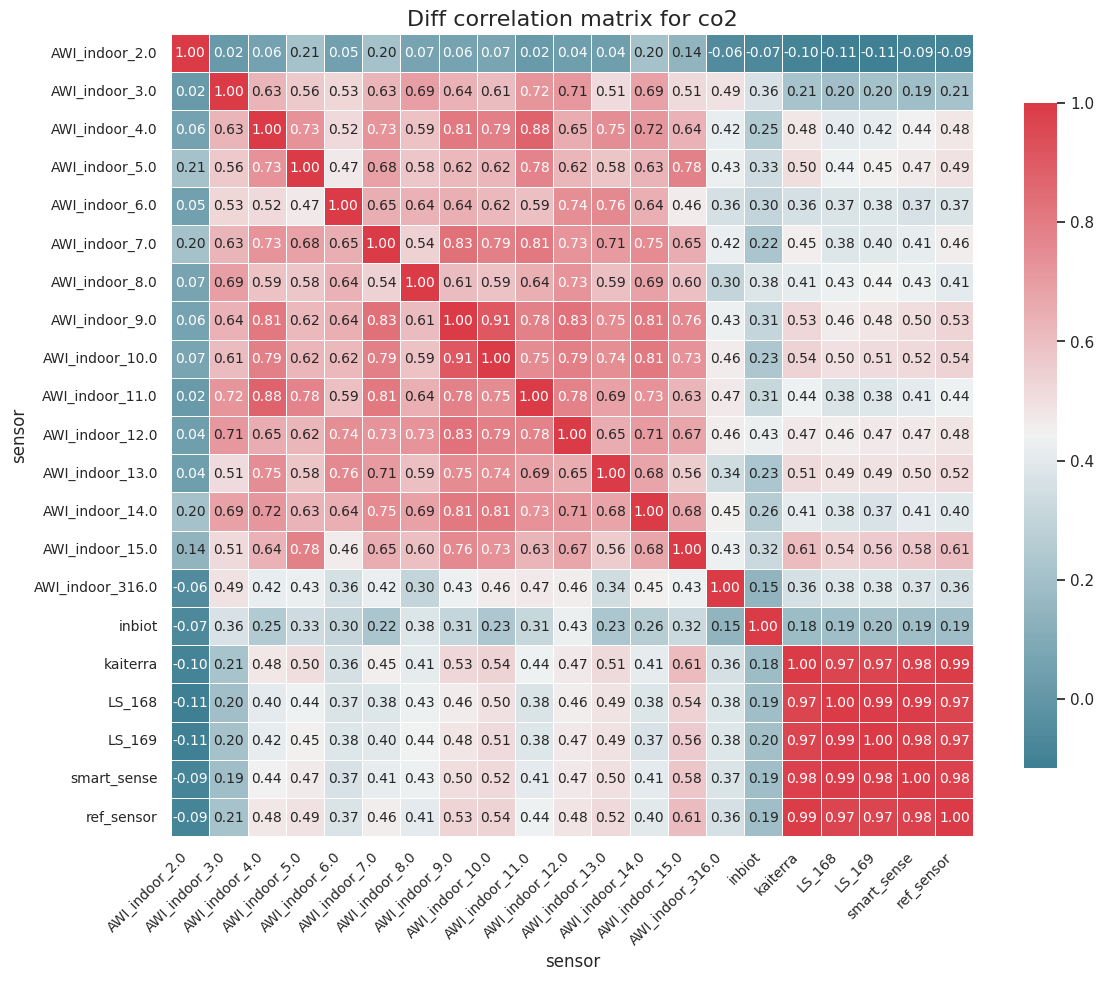 Diff correlation matrix for co2
AWI_indoor_2.0 1.00 0.02 0.06 0.21 0.05 0.20 0.07 0.06 0.07 0.02 0.04 0.04 0.20 0.14 -0.06 -0.07 -0.10 -0.11 -0.11 -0.09 -0.09
AWI_indoor_3.0 0.02 1.00 0.63 0.56 0.53 0.63 0.69 0.64 0.61 0.72 0.71 0.51 0.69 0.51 0.49 0.36 0.21 0.20 0.20 0.19 0.21
AWI_indoor_4.0 0.06 0.63 1.00 0.73 0.52 0.73 0.59 0.81 0.79 0.88 0.65 0.75 0.72 0.64 0.42 0.25 0.48 0.40 0.42 0.44 0.48
AWI_indoor_5.0 0.21 0.56 0.73 1.00 0.47 0.68 0.58 0.62 0.62 0.78 0.62 0.58 0.63 0.78 0.43 0.33 0.50 0.44 0.45 0.47 0.49
AWI_indoor_6.0 0.05 0.53 0.52 0.47 1.00 0.65 0.64 0.64 0.62 0.59 0.74 0.76 0.64 0.46 0.36 0.30 0.36 0.37 0.38 0.37 0.37
AWI_indoor_7.0 0.20 0.63 0.73 0.68 0.65 1.00 0.54 0.83 0.79 0.81 0.73 0.71 0.75 0.65 0.42 0.22 0.45 0.38 0.40 0.41 0.46
AWI_indoor_8.0 0.07 0.69 0.59 0.58 0.64 0.54 1.00 0.61 0.59 0.64 0.73 0.59 0.69 0.60 0.30 0.38 0.41 0.43 0.44 0.43 0.41
AWI_indoor_9.0 0.06 0.64 0.81 0.62 0.64 0.83 0.61 1.00 0.91 0.78 0.83 0.75 0.81 0.76 0.43 0.31 0.53 0.46 0.48 0.50 0.53
AWI_indoor_10.0 0.07 0.61 0.79 0.62 0.62 0.79 0.59 0.91 1.00 0.75 0.79 0.74 0.81 0.73 0.46 0.23 0.54 0.50 0.51 0.52 0.54
AWI_indoor_11.0 0.02 0.72 0.88 0.78 0.59 0.81 0.64 0.78 0.75 1.00 0.78 0.69 0.73 0.63 0.47 0.31 0.44 0.38 0.38 0.41 0.44
AWI_indoor_12.0 0.04 0.71 0.65 0.62 0.74 0.73 0.73 0.83 0.79 0.78 1.00 0.65 0.71 0.67 0.46 0.43 0.47 0.46 0.47 0.47 0.48
AWI_indoor_13.0 0.04 0.51 0.75 0.58 0.76 0.71 0.59 0.75 0.74 0.69 0.65 1.00 0.68 0.56 0.34 0.23 0.51 0.49 0.49 0.50 0.52
AWI_indoor_14.0 0.20 0.69 0.72 0.63 0.64 0.75 0.69 0.81 0.81 0.73 0.71 0.68 1.00 0.68 0.45 0.26 0.41 0.38 0.37 0.41 0.40
AWI_indoor_15.0 0.14 0.51 0.64 0.78 0.46 0.65 0.60 0.76 0.73 0.63 0.67 0.56 0.68 1.00 0.43 0.32 0.61 0.54 0.56 0.58 0.61
AWI_indoor_316.0 -0.06 0.49 0.42 0.43 0.36 0.42 0.30 0.43 0.46 0.47 0.46 0.34 0.45 0.43 1.00 0.15 0.36 0.38 0.38 0.37 0.36
inbiot -0.07 0.36 0.25 0.33 0.30 0.22 0.38 0.31 0.23 0.31 0.43 0.23 0.26 0.32 0.15 1.00 0.18 0.19 0.20 0.19 0.19
kaiterra -0.10 0.21 0.48 0.50 0.36 0.45 0.41 0.53 0.54 0.44 0.47 0.51 0.41 0.61 0.36 0.18 1.00 0.97 0.97 0.98 0.99
LS_168 -0.11 0.20 0.40 0.44 0.37 0.38 0.43 0.46 0.50 0.38 0.46 0.49 0.38 0.54 0.38 0.19 0.97 1.00 0.99 0.99 0.97
LS_169 -0.11 0.20 0.42 0.45 0.38 0.40 0.44 0.48 0.51 0.38 0.47 0.49 0.37 0.56 0.38 0.20 0.97 0.99 1.00 0.98 0.97
smart_sense -0.09 0.19 0.44 0.47 0.37 0.41 0.43 0.50 0.52 0.41 0.47 0.50 0.41 0.58 0.37 0.19 0.98 0.99 0.98 1.00 0.98
ref_sensor -0.09 0.21 0.48 0.49 0.37 0.46 0.41 0.53 0.54 0.44 0.48 0.52 0.40 0.61 0.36 0.19 0.99 0.97 0.97 0.98 1.00
sensor
AWI_indoor_2.0
AWI_indoor_3.0
AWI_indoor_4.0
AWI_indoor_5.0
AWI_indoor_6.0
AWI_indoor_7.0
AWI_indoor_8.0
AWI_indoor_9.0
AWI_indoor_10.0
AWI_indoor_11.0
AWI_indoor_12.0
AWI_indoor_13.0
AWI_indoor_14.0
AWI_indoor_15.0
AWI_indoor_316.0
inbiot
kaiterra
LS_168
LS_169
smart_sense
ref_sensor
sensor
1.0
0.8
0.6
0.4
0.2
0.0